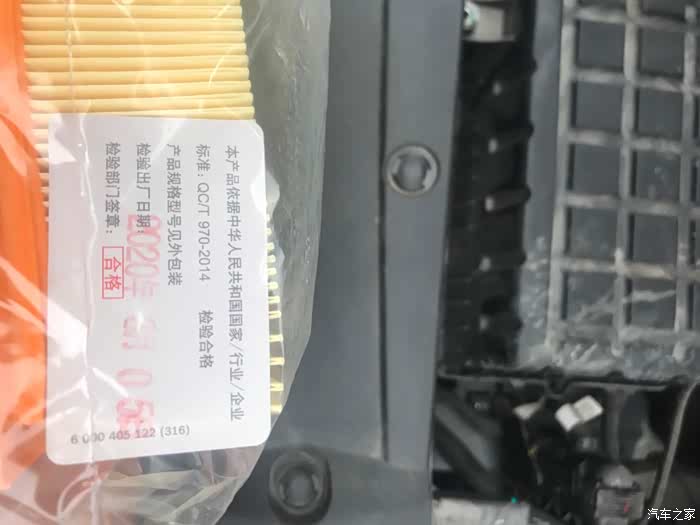 本产品依据中华人民共和国国家/行业/企业
标准：QC/T 970-2014 检验合格
产品规格型号见外包装
检验出厂日期:
2020年
检验部门签章：合格
6 000 405 122 (316)
汽车之家